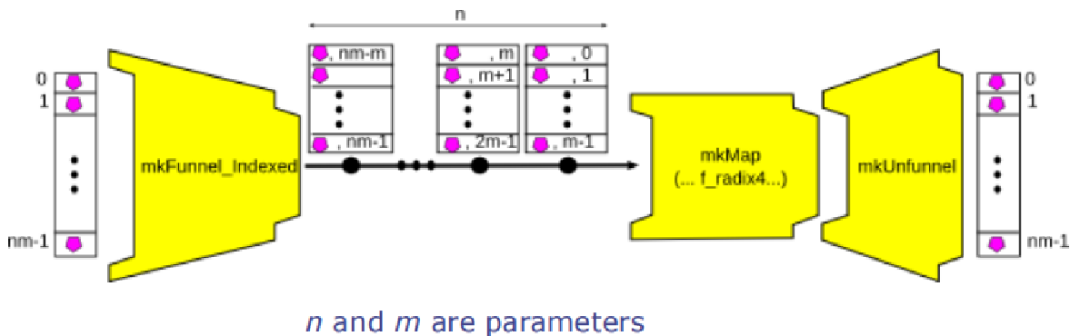 n
, nm-m
, m
, 0
0
, m+1
, 1
0
1
1
mkFunnel_Indexed
mkMap
(... f_radix4...)
mkUnfunnel
, nm-1
, 2m-1
, m-1
nm-1
nm-1
n and m are parameters